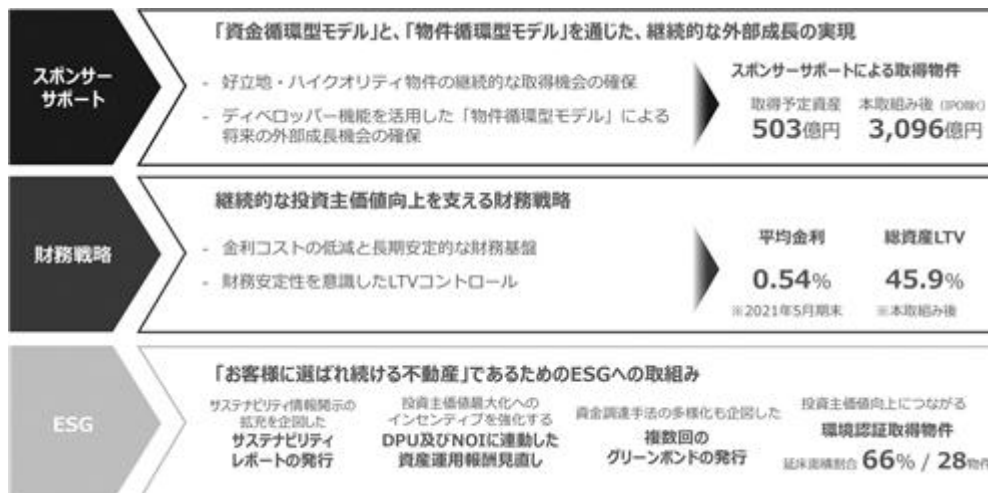 スポンサー
サポート
「資金循環型モデル」と、「物件循環型モデル」を通じた、継続的な外部成長の実現
- 好立地・ハイクオリティ物件の継続的な取得機会の確保
- ディベロッパー機能を活用した「物件循環型モデル」による
将来の外部成長機会の確保
スポンサーサポートによる取得物件
取得予定資産 本取組み後(IPO除く)
503億円 3,096億円
財務戦略
継続的な投資主価値向上を支える財務戦略
- 金利コストの低減と長期安定的な財務基盤
- 財務安定性を意識したLTVコントロール
平均金利 総資産LTV
0.54% 45.9%
※2021年5月期末 ※本取組み後
ESG
「お客様に選ばれ続ける不動産」であるためのESGへの取組み
サステナビリティ情報開示の
拡充を企図した
サステナビリティ
レポートの発行
投資主価値最大化への
インセンティブを強化する
DPU及びNOIに連動した
資産運用報酬見直し
資金調達手法の多様化も企図した
複数回の
グリーンボンドの発行
投資主価値向上につながる
環境認証取得物件
延床面積割合 66% / 28物件